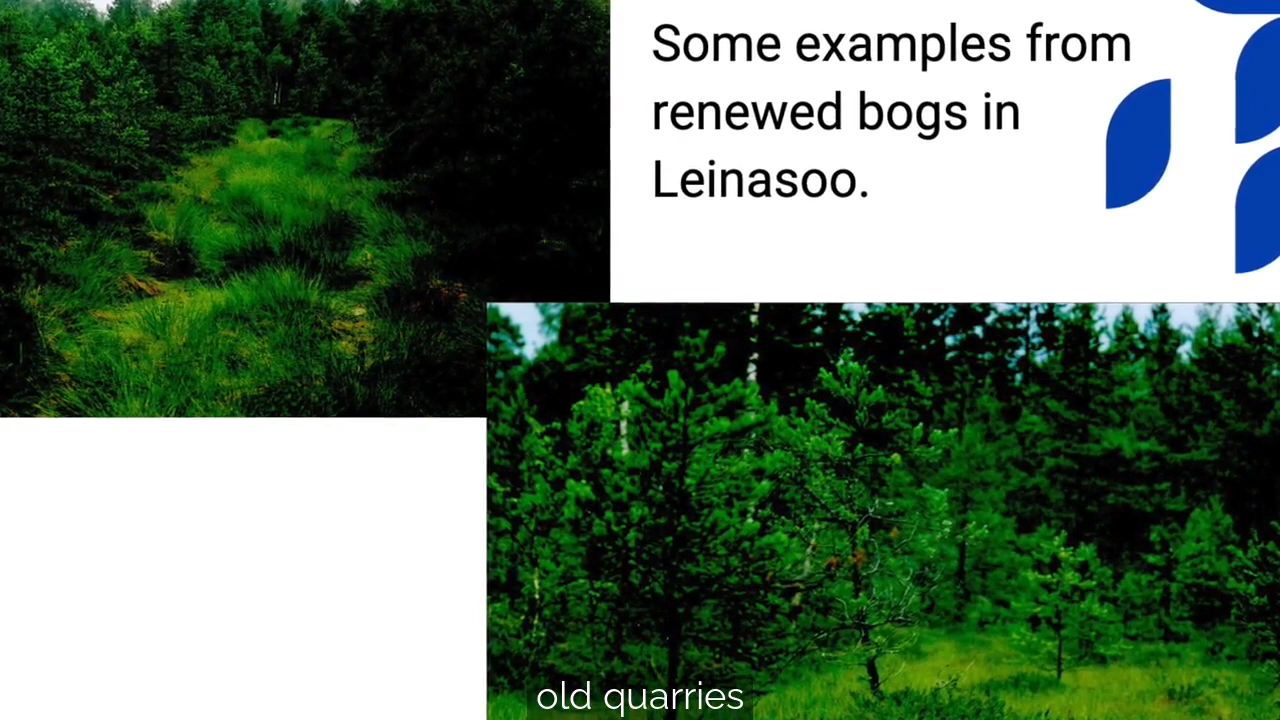 Some examples from
renewed bogs in
Leinasoo.
old quarries